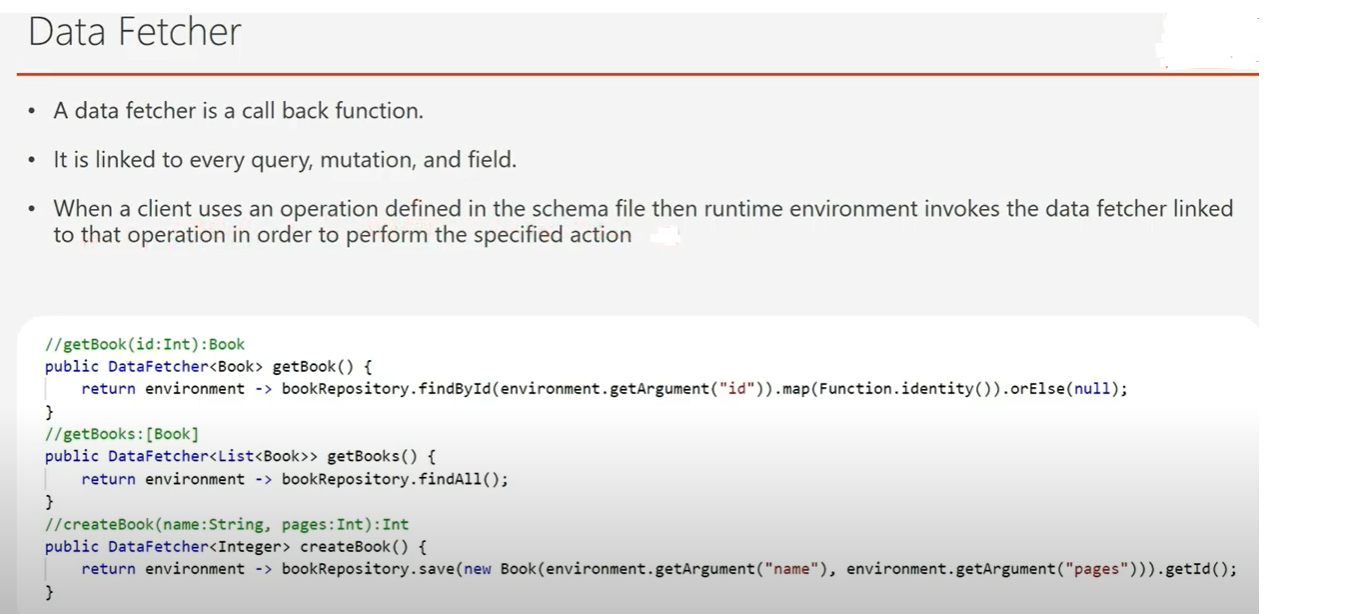 Data Fetcher
• A data fetcher is a call back function.
• It is linked to every query, mutation, and field.
• When a client uses an operation defined in the schema file then runtime environment invokes the data fetcher linked
to that operation in order to perform the specified action
//getBook(id:Int):Book
public DataFetcher<Book> getBook() {
    return environment -> bookRepository.findById(environment.getArgument("id")).map(Function.identity()).orElse(null);
}
//getBooks:[Book]
public DataFetcher<List<Book>> getBooks() {
    return environment -> bookRepository.findAll();
}
//createBook(name:String, pages:Int):Int
public DataFetcher<Integer> createBook() {
    return environment -> bookRepository.save(new Book(environment.getArgument("name"), environment.getArgument("pages"))).getId();
}